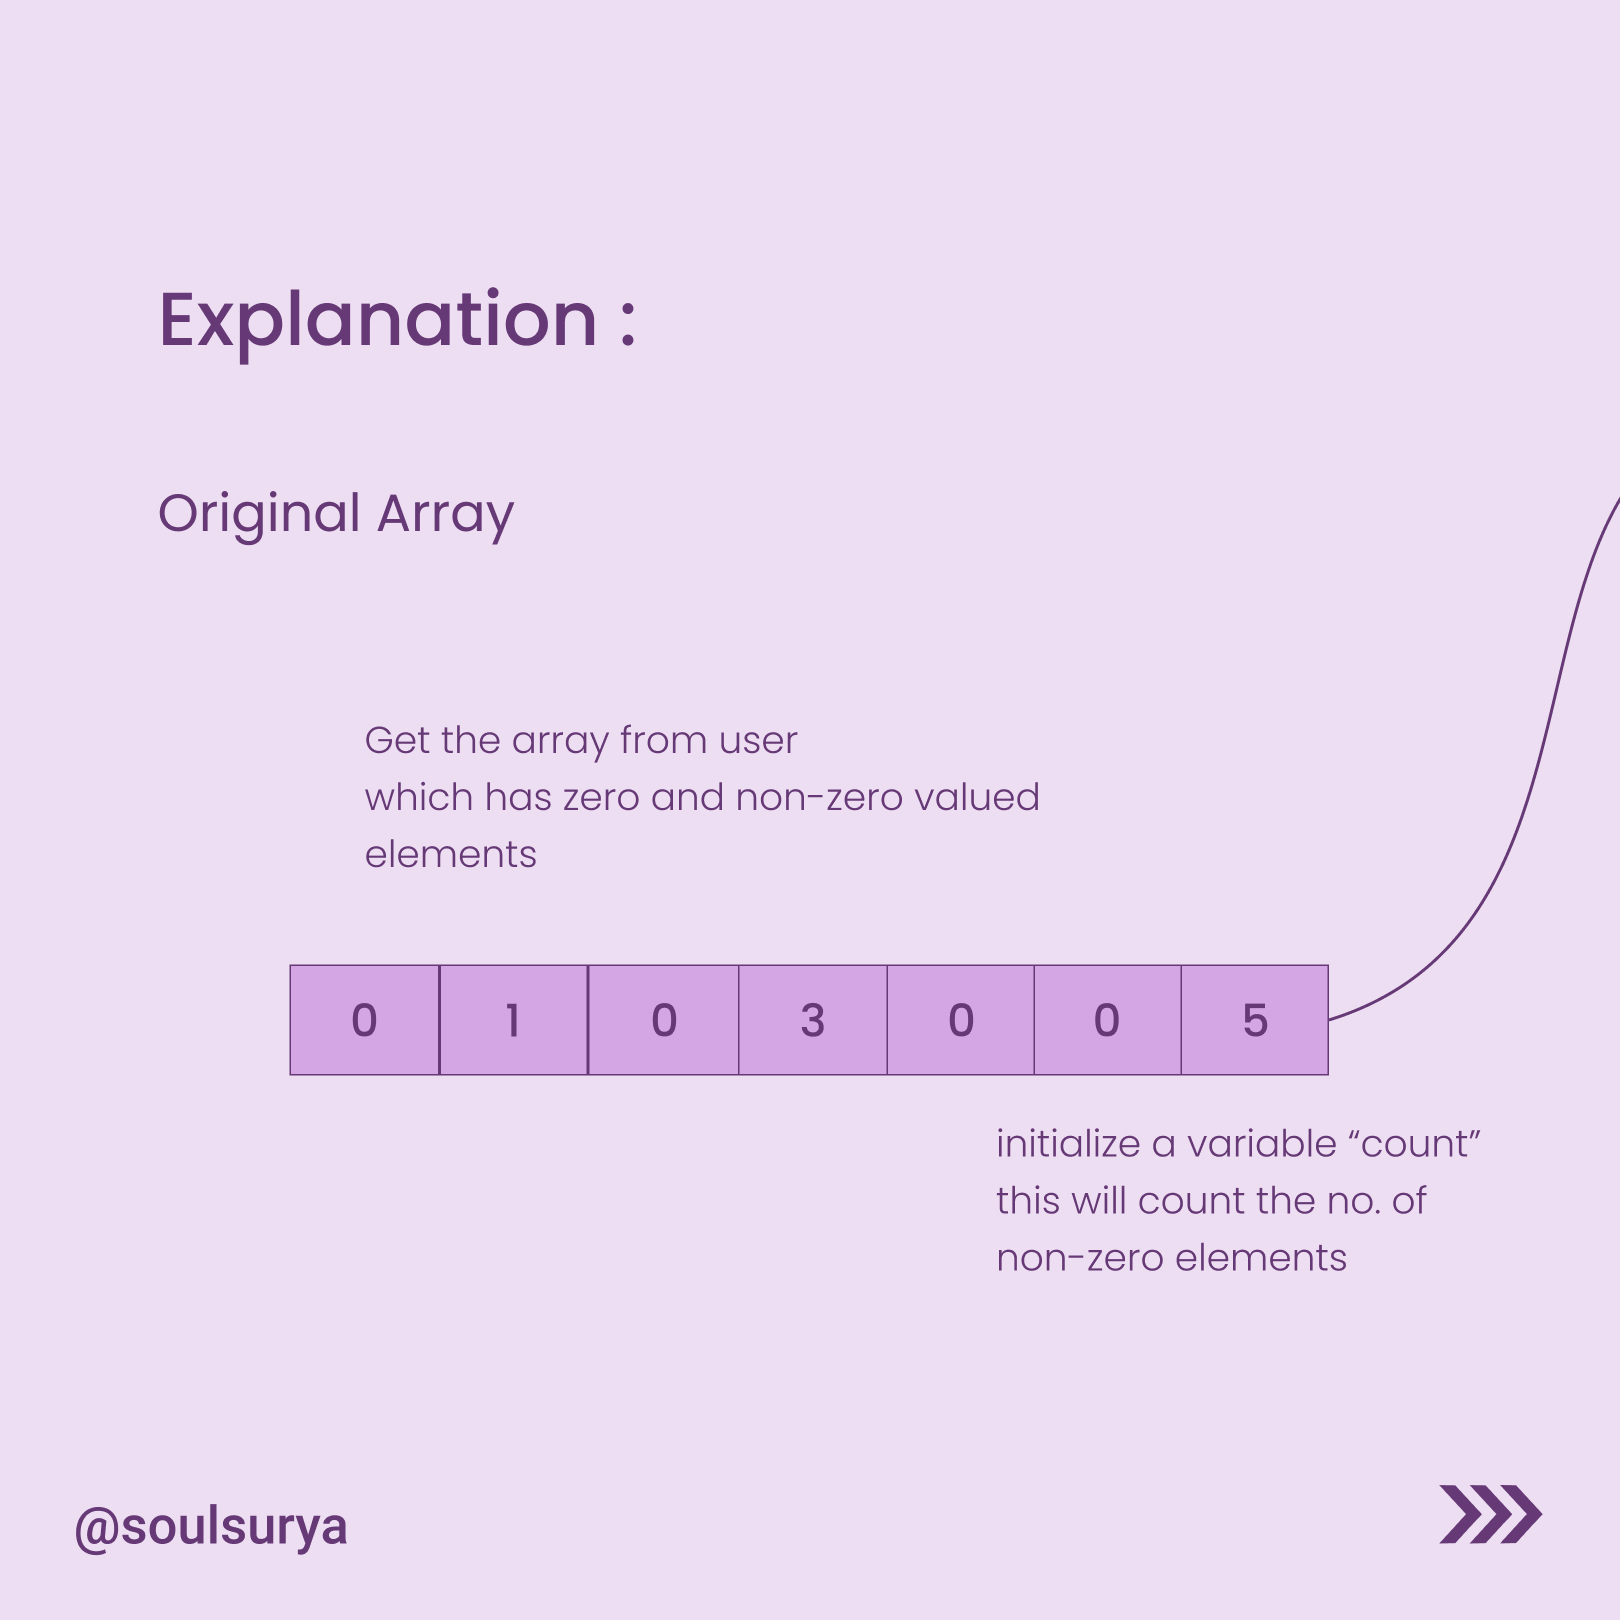 Explanation :
Original Array
Get the array from user
which has zero and non-zero valued
elements
0 1 0 3 0 0 5
initialize a variable “count”
this will count the no. of
non-zero elements
@soulsurya